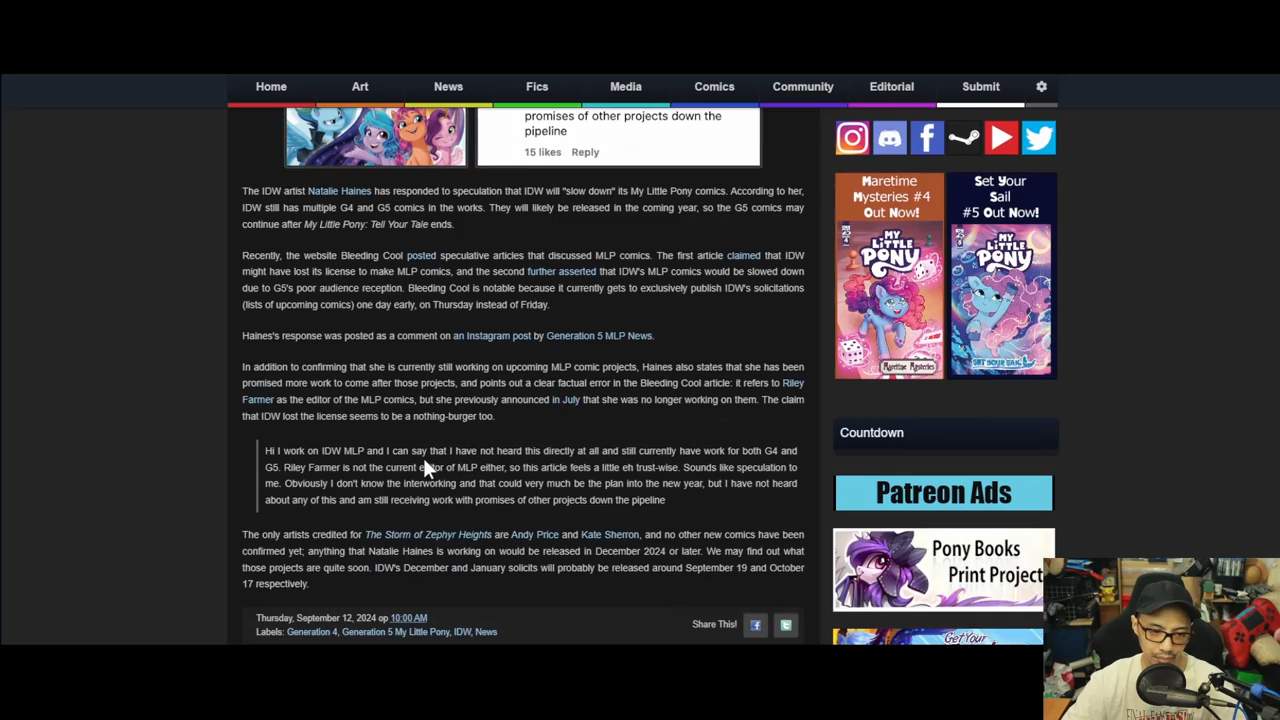 Home Art News Fics Media Comics Community Editorial Submit
promises of other projects down the
pipeline
15 likes Reply
The IDW artist Natalie Haines has responded to speculation that IDW will "slow down" its My Little Pony comics. According to her,
IDW still has multiple G4 and G5 comics in the works. They will likely be released in the coming year, so the G5 comics may
continue after My Little Pony: Tell Your Tale ends.
Recently, the website Bleeding Cool posted speculative articles that discussed MLP comics. The first article claimed that IDW
might have lost its license to make MLP comics, and the second further asserted that IDW's MLP comics would be slowed down
due to G5's poor audience reception. Bleeding Cool is notable because it currently gets to exclusively publish IDW's solicitations
(lists of upcoming comics) one day early, on Thursday instead of Friday.
Haines's response was posted as a comment on an Instagram post by Generation 5 MLP News.
In addition to confirming that she is currently still working on upcoming MLP comic projects, Haines also states that she has been
promised more work to come after those projects, and points out a clear factual error in the Bleeding Cool article: it refers to Riley
Farmer as the editor of the MLP comics, but she previously announced in July that she was no longer working on them. The claim
that IDW lost the license seems to be a nothing-burger too.
Hi I work on IDW MLP and I can say that I have not heard this directly at all and still currently have work for both G4 and
G5. Riley Farmer is not the current editor of MLP either, so this article feels a little eh trust-wise. Sounds like speculation to
me. Obviously I don't know the interworking and that could very much be the plan into the new year, but I have not heard
about any of this and am still receiving work with promises of other projects down the pipeline
The only artists credited for The Storm of Zephyr Heights are Andy Price and Kate Sherron, and no other new comics have been
confirmed yet; anything that Natalie Haines is working on would be released in December 2024 or later. We may find out what
those projects are quite soon. IDW's December and January solicits will probably be released around September 19 and October
17 respectively.
Thursday, September 12, 2024 op 10:00 AM
Labels: Generation 4, Generation 5 My Little Pony, IDW, News
Share This!
Maretime
Mysteries #4
Out Now!
MY
LITTLE
PONY
Maretime
Mysteries
Set Your
Sail
#5 Out Now!
MY
LITTLE
PONY
SET YOUR SAIL
Countdown
Patreon Ads
Pony Books
Print Project
Get Your